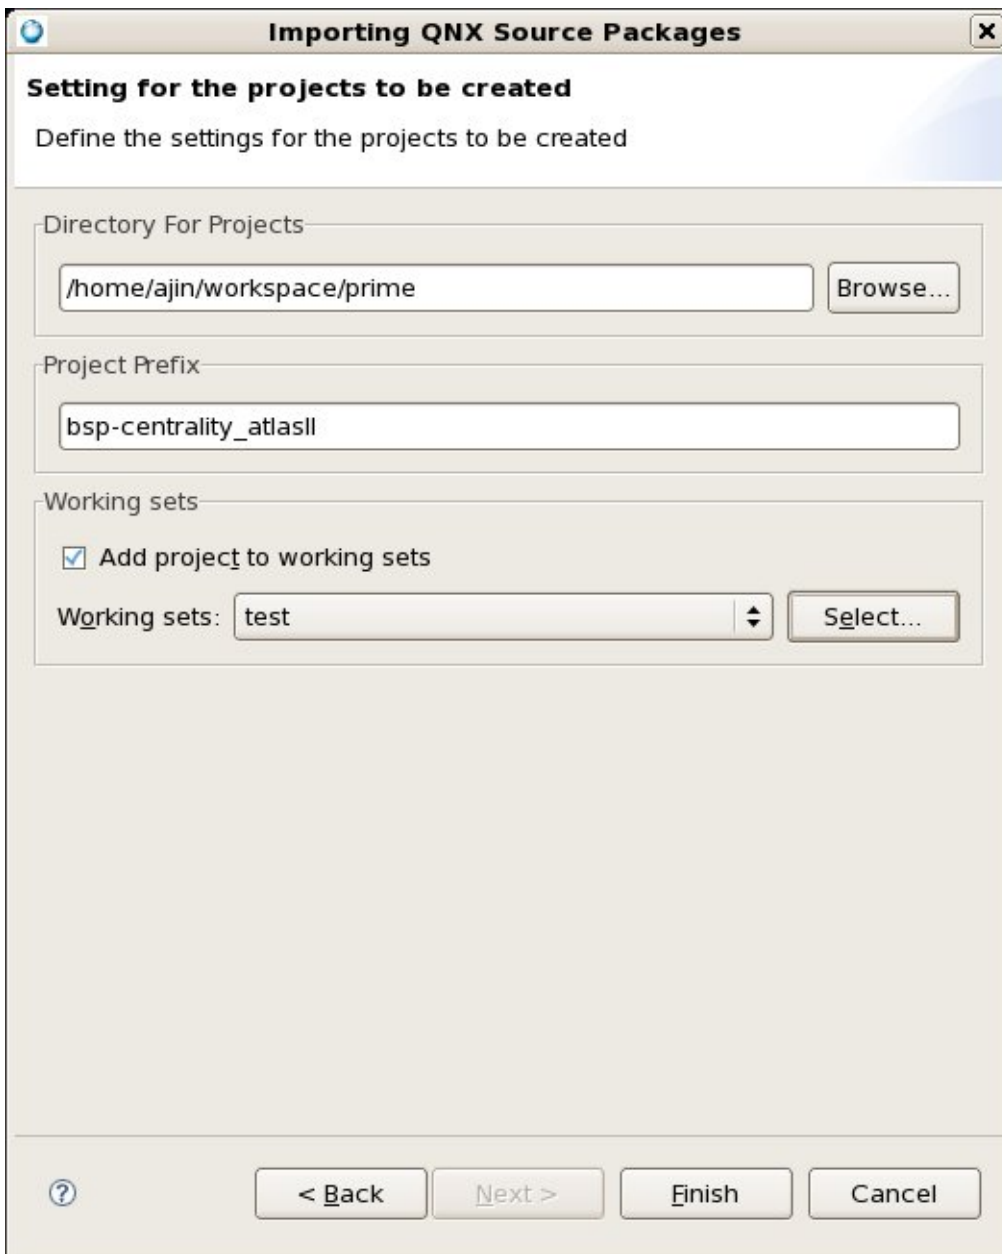 Importing QNX Source Packages
Setting for the projects to be created
Define the settings for the projects to be created
Directory For Projects
/home/ajin/workspace/prime
Browse...
Project Prefix
bsp-centrality_atlasII
Working sets
Add project to working sets
Working sets: test Select...
< Back Next > Finish Cancel